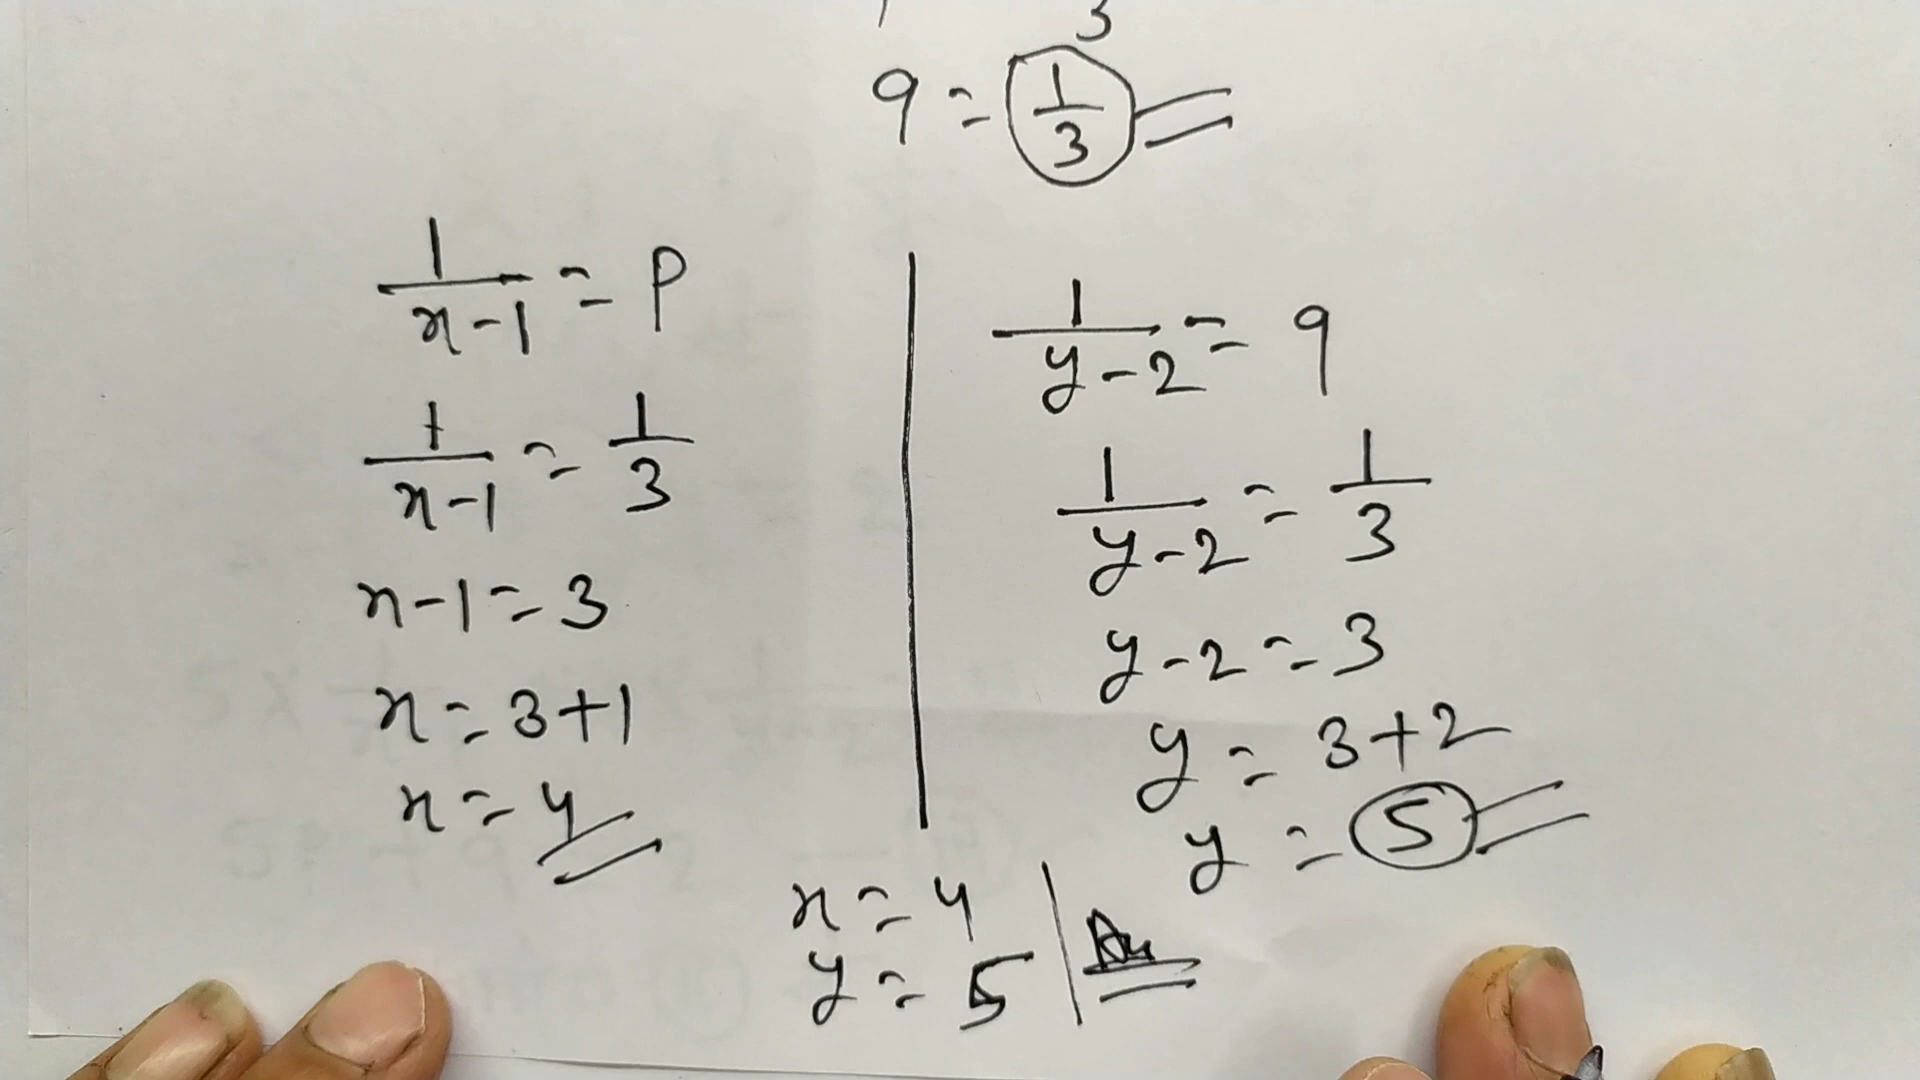 q = 1/3
1/(x-1) = P
1/(x-1) = 1/3
x-1 = 3
x = 3+1
x = 4
1/(y-2) = q
1/(y-2) = 1/3
y-2 = 3
y = 3+2
y = 5
x = 4
y = 5